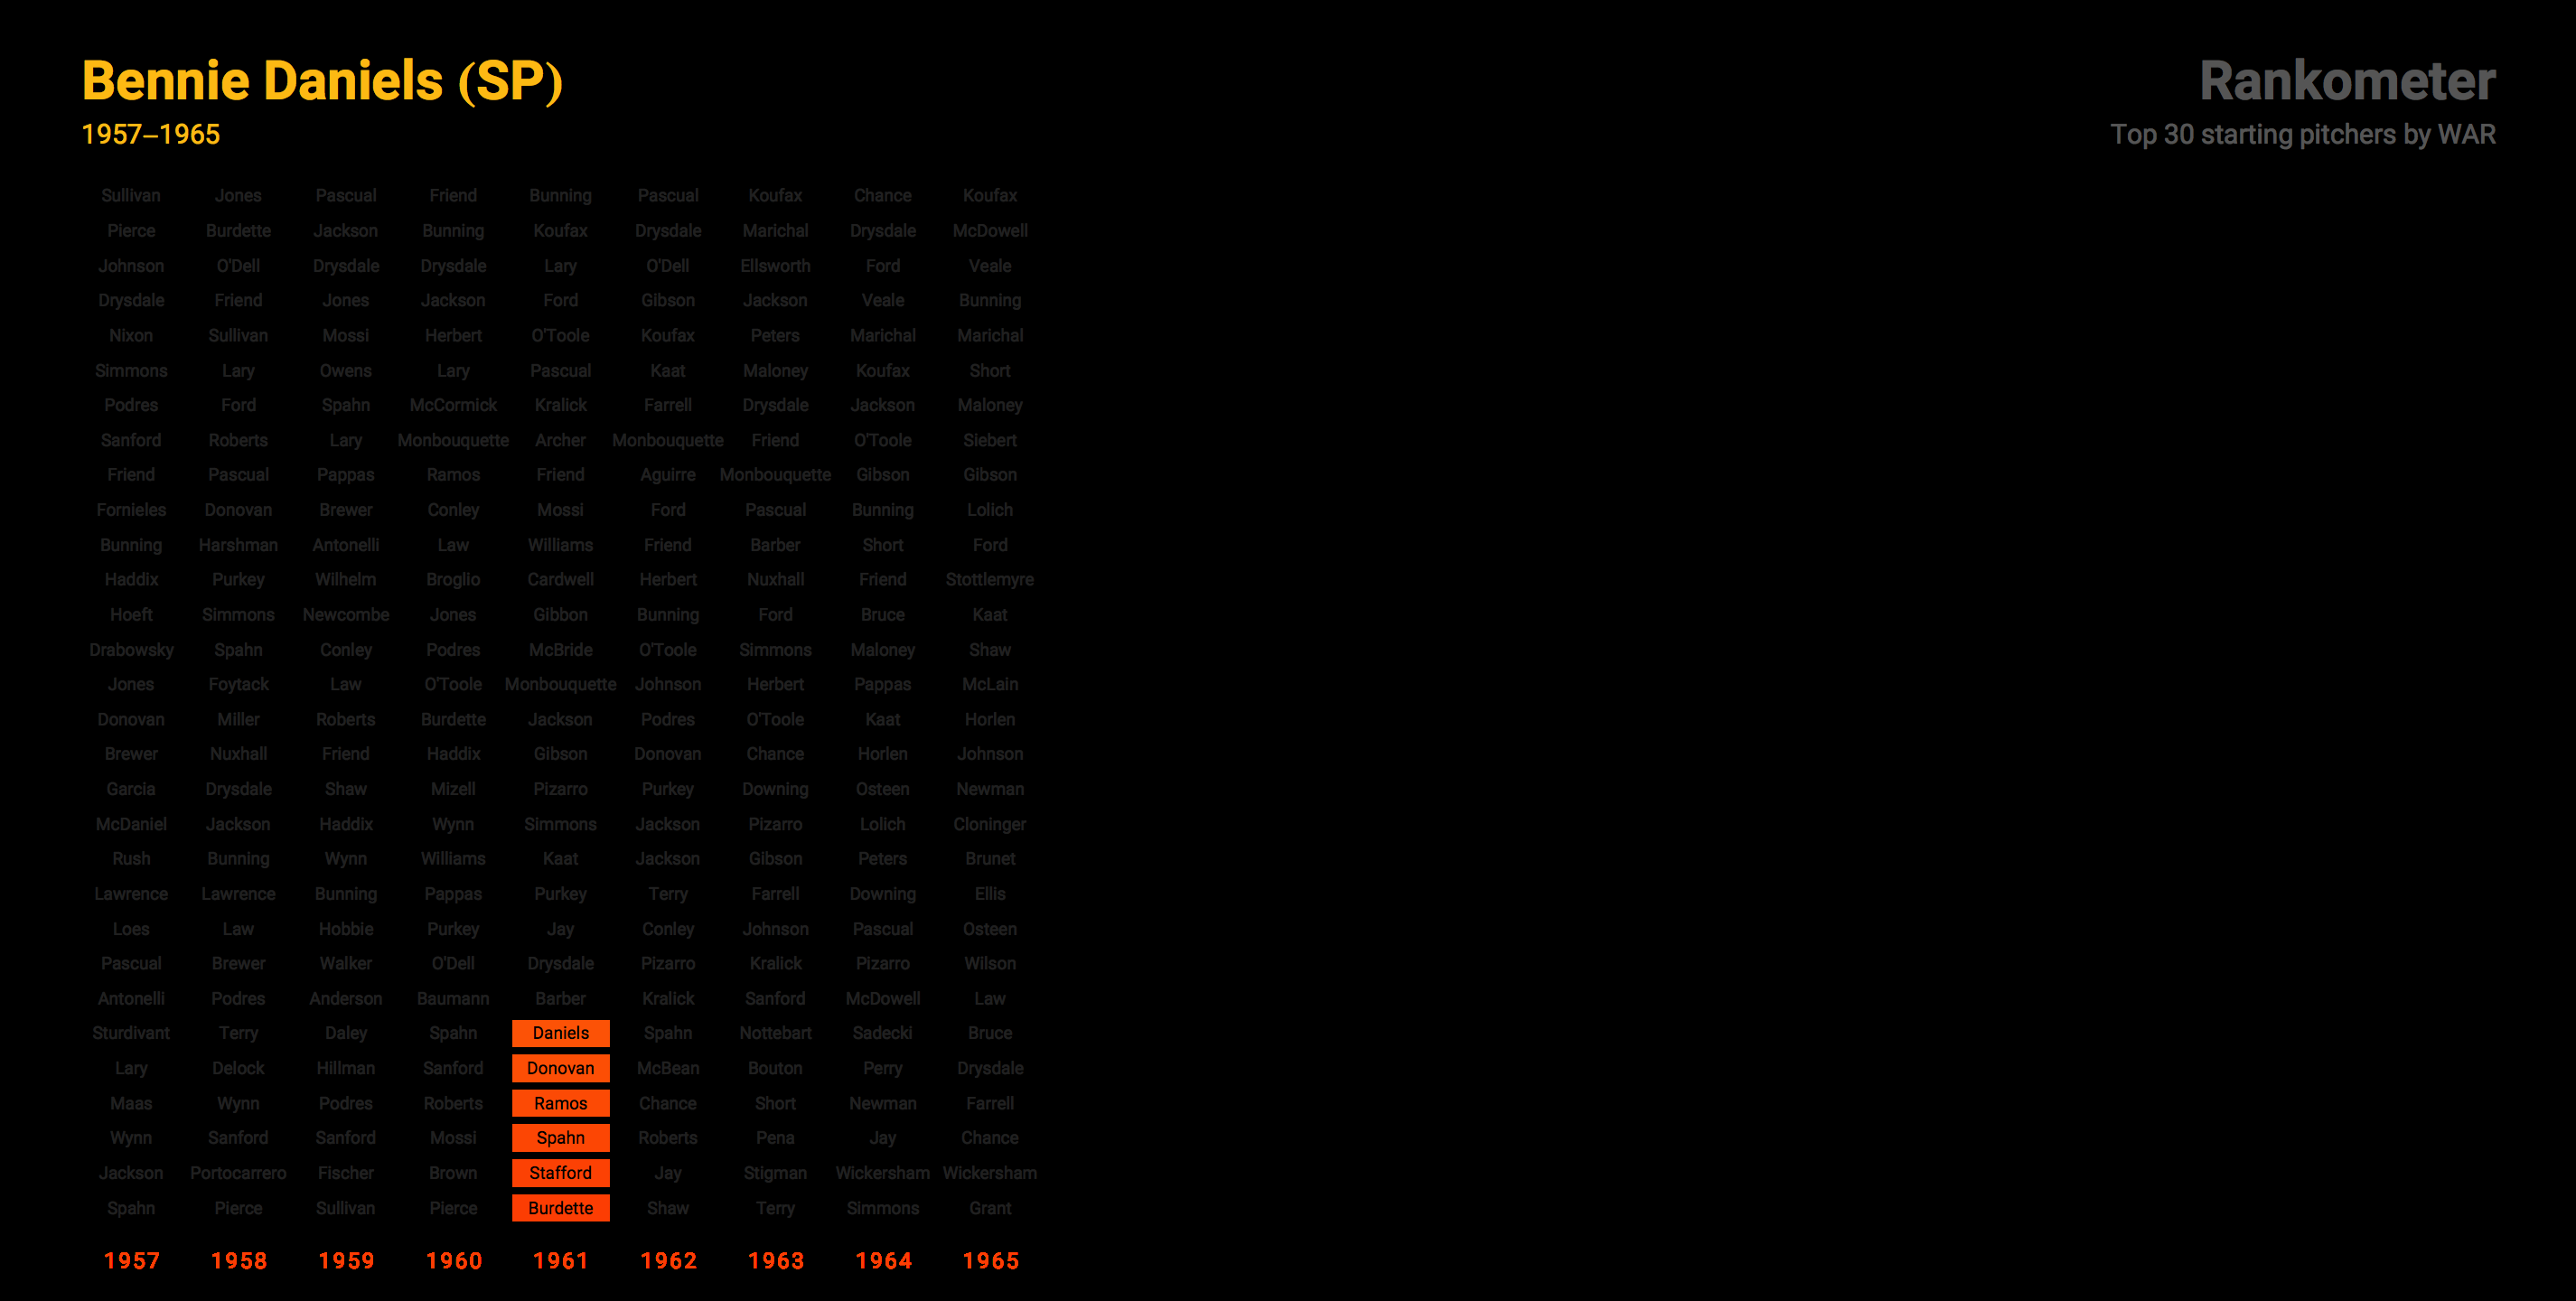 Bennie Daniels (SP)
1957–1965
Rankometer
Top 30 starting pitchers by WAR
Sullivan Jones Pascual Friend Bunning Pascual Koufax Chance Koufax
Pierce Burdette Jackson Bunning Koufax Drysdale Marichal Drysdale McDowell
Johnson O'Dell Drysdale Drysdale Lary O'Dell Ellsworth Ford Veale
Drysdale Friend Jones Jackson Ford Gibson Jackson Veale Bunning
Nixon Sullivan Mossi Herbert O'Toole Koufax Peters Marichal Marichal
Simmons Lary Owens Lary Pascual Kaat Maloney Koufax Short
Podres Ford Spahn McCormick Kralick Farrell Drysdale Jackson Maloney
Sanford Roberts Lary Monbouquette Archer Monbouquette Friend O'Toole Siebert
Friend Pascual Pappas Ramos Friend Aguirre Monbouquette Gibson Gibson
Fornieles Donovan Brewer Conley Mossi Ford Pascual Bunning Lolich
Bunning Harshman Antonelli Law Williams Friend Barber Short Ford
Haddix Purkey Wilhelm Broglio Cardwell Herbert Nuxhall Friend Stottlemyre
Hoeft Simmons Newcombe Jones Gibbon Bunning Ford Bruce Kaat
Drabowsky Spahn Conley Podres McBride O'Toole Simmons Maloney Shaw
Jones Foytack Law O'Toole Monbouquette Johnson Herbert Pappas McLain
Donovan Miller Roberts Burdette Jackson Podres O'Toole Kaat Horlen
Brewer Nuxhall Friend Haddix Gibson Donovan Chance Horlen Johnson
Garcia Drysdale Shaw Mizell Pizarro Purkey Downing Osteen Newman
McDaniel Jackson Haddix Wynn Simmons Jackson Pizarro Lolich Cloninger
Rush Bunning Wynn Williams Kaat Jackson Gibson Peters Brunet
Lawrence Lawrence Bunning Pappas Purkey Terry Farrell Downing Ellis
Loes Law Hobbie Purkey Jay Conley Johnson Pascual Osteen
Pascual Brewer Walker O'Dell Drysdale Pizarro Kralick Pizarro Wilson
Antonelli Podres Anderson Baumann Barber Kralick Sanford McDowell Law
Sturdivant Terry Daley Spahn Daniels Spahn Nottebart Sadecki Bruce
Lary Delock Hillman Sanford Donovan McBean Bouton Perry Drysdale
Maas Wynn Podres Roberts Ramos Chance Short Newman Farrell
Wynn Sanford Sanford Mossi Spahn Roberts Pena Jay Chance
Jackson Portocarrero Fischer Brown Stafford Jay Stigman Wickersham Wickersham
Spahn Pierce Sullivan Pierce Burdette Shaw Terry Simmons Grant
1957 1958 1959 1960 1961 1962 1963 1964 1965